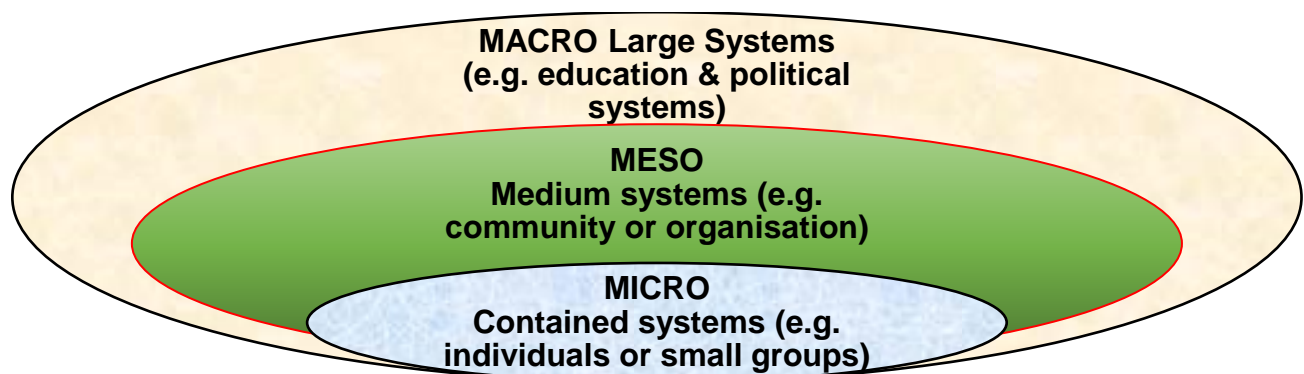 MACRO Large Systems
(e.g. education & political
systems)
MESO
Medium systems (e.g.
community or organisation)
MICRO
Contained systems (e.g.
individuals or small groups)